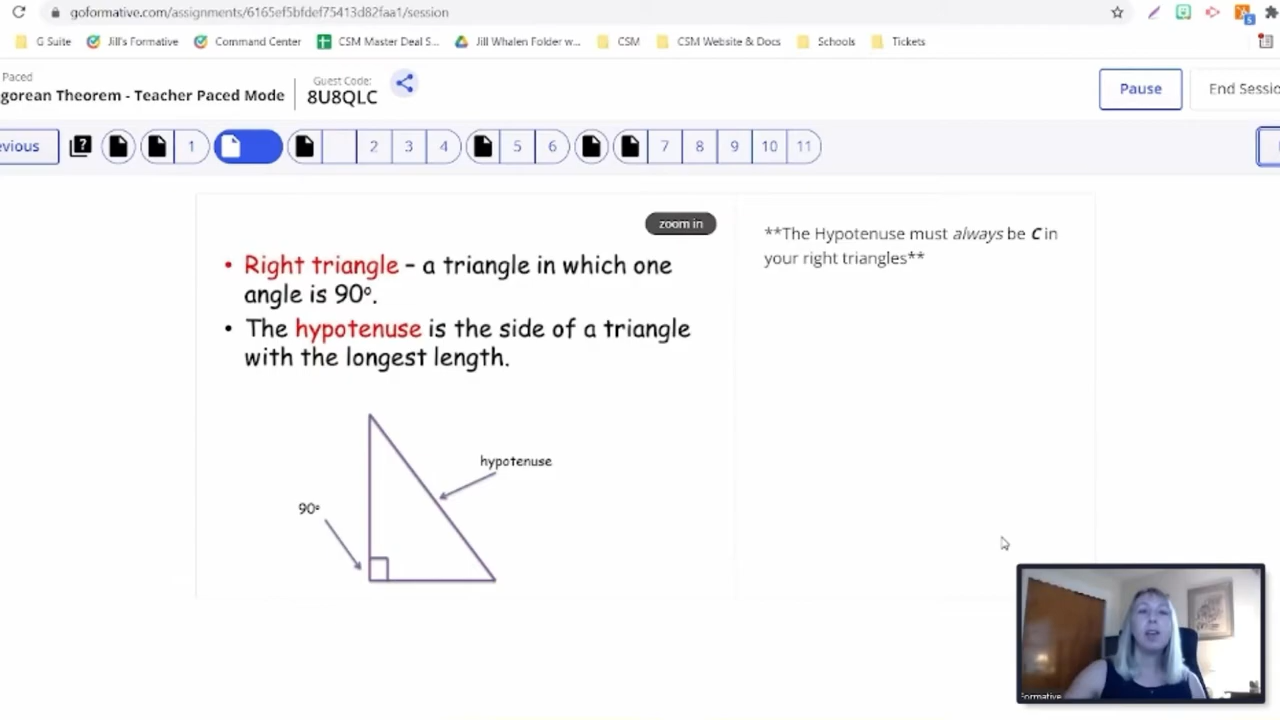 goformative.com/assignments/6165ef5bfdef75413d82faa1/session
G Suite Jill's Formative Command Center CSM Master Deal S... Jill Whalen Folder w... CSM CSM Website & Docs Schools Tickets
Paced
gorean Theorem - Teacher Paced Mode
Guest Code:
8U8QLC
Pause
End Sessio
evious
? 1 2 3 4 5 6 7 8 9 10 11
zoom in
• Right triangle – a triangle in which one
angle is 90º.
• The hypotenuse is the side of a triangle
with the longest length.
hypotenuse
90º
**The Hypotenuse must always be C in
your right triangles**
Formative